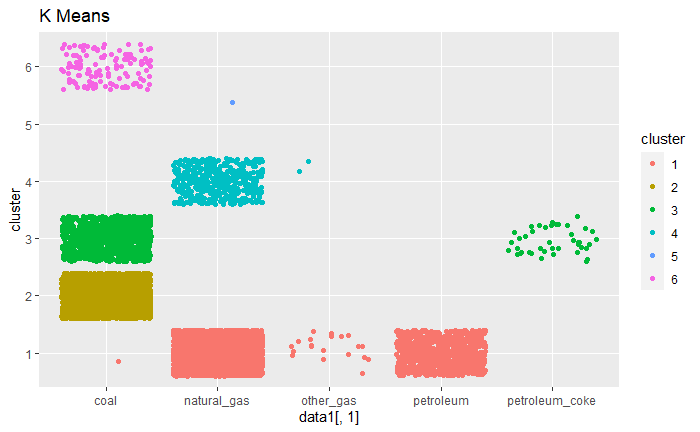 K Means
6
5
4
3
2
1
cluster
coal natural_gas other_gas petroleum petroleum_coke
data1[, 1]
cluster
1
2
3
4
5
6